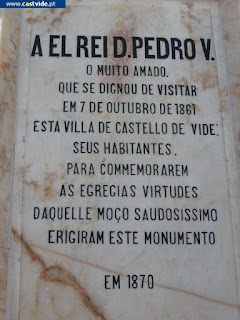 www.castvide.pt
A EL REI D. PEDRO V.
O MUITO AMADO.
QUE SE DIGNOU DE VISITAR
EM 7 DE OUTUBRO DE 1861
ESTA VILLA DE CASTELLO DE VIDE,
SEUS HABITANTES.
PARA COMMEMORAREM
AS EGREGIAS VIRTUDES
DAQUELLE MOÇO SAUDOSISSIMO
ERIGIRAM ESTE MONUMENTO
EM 1870